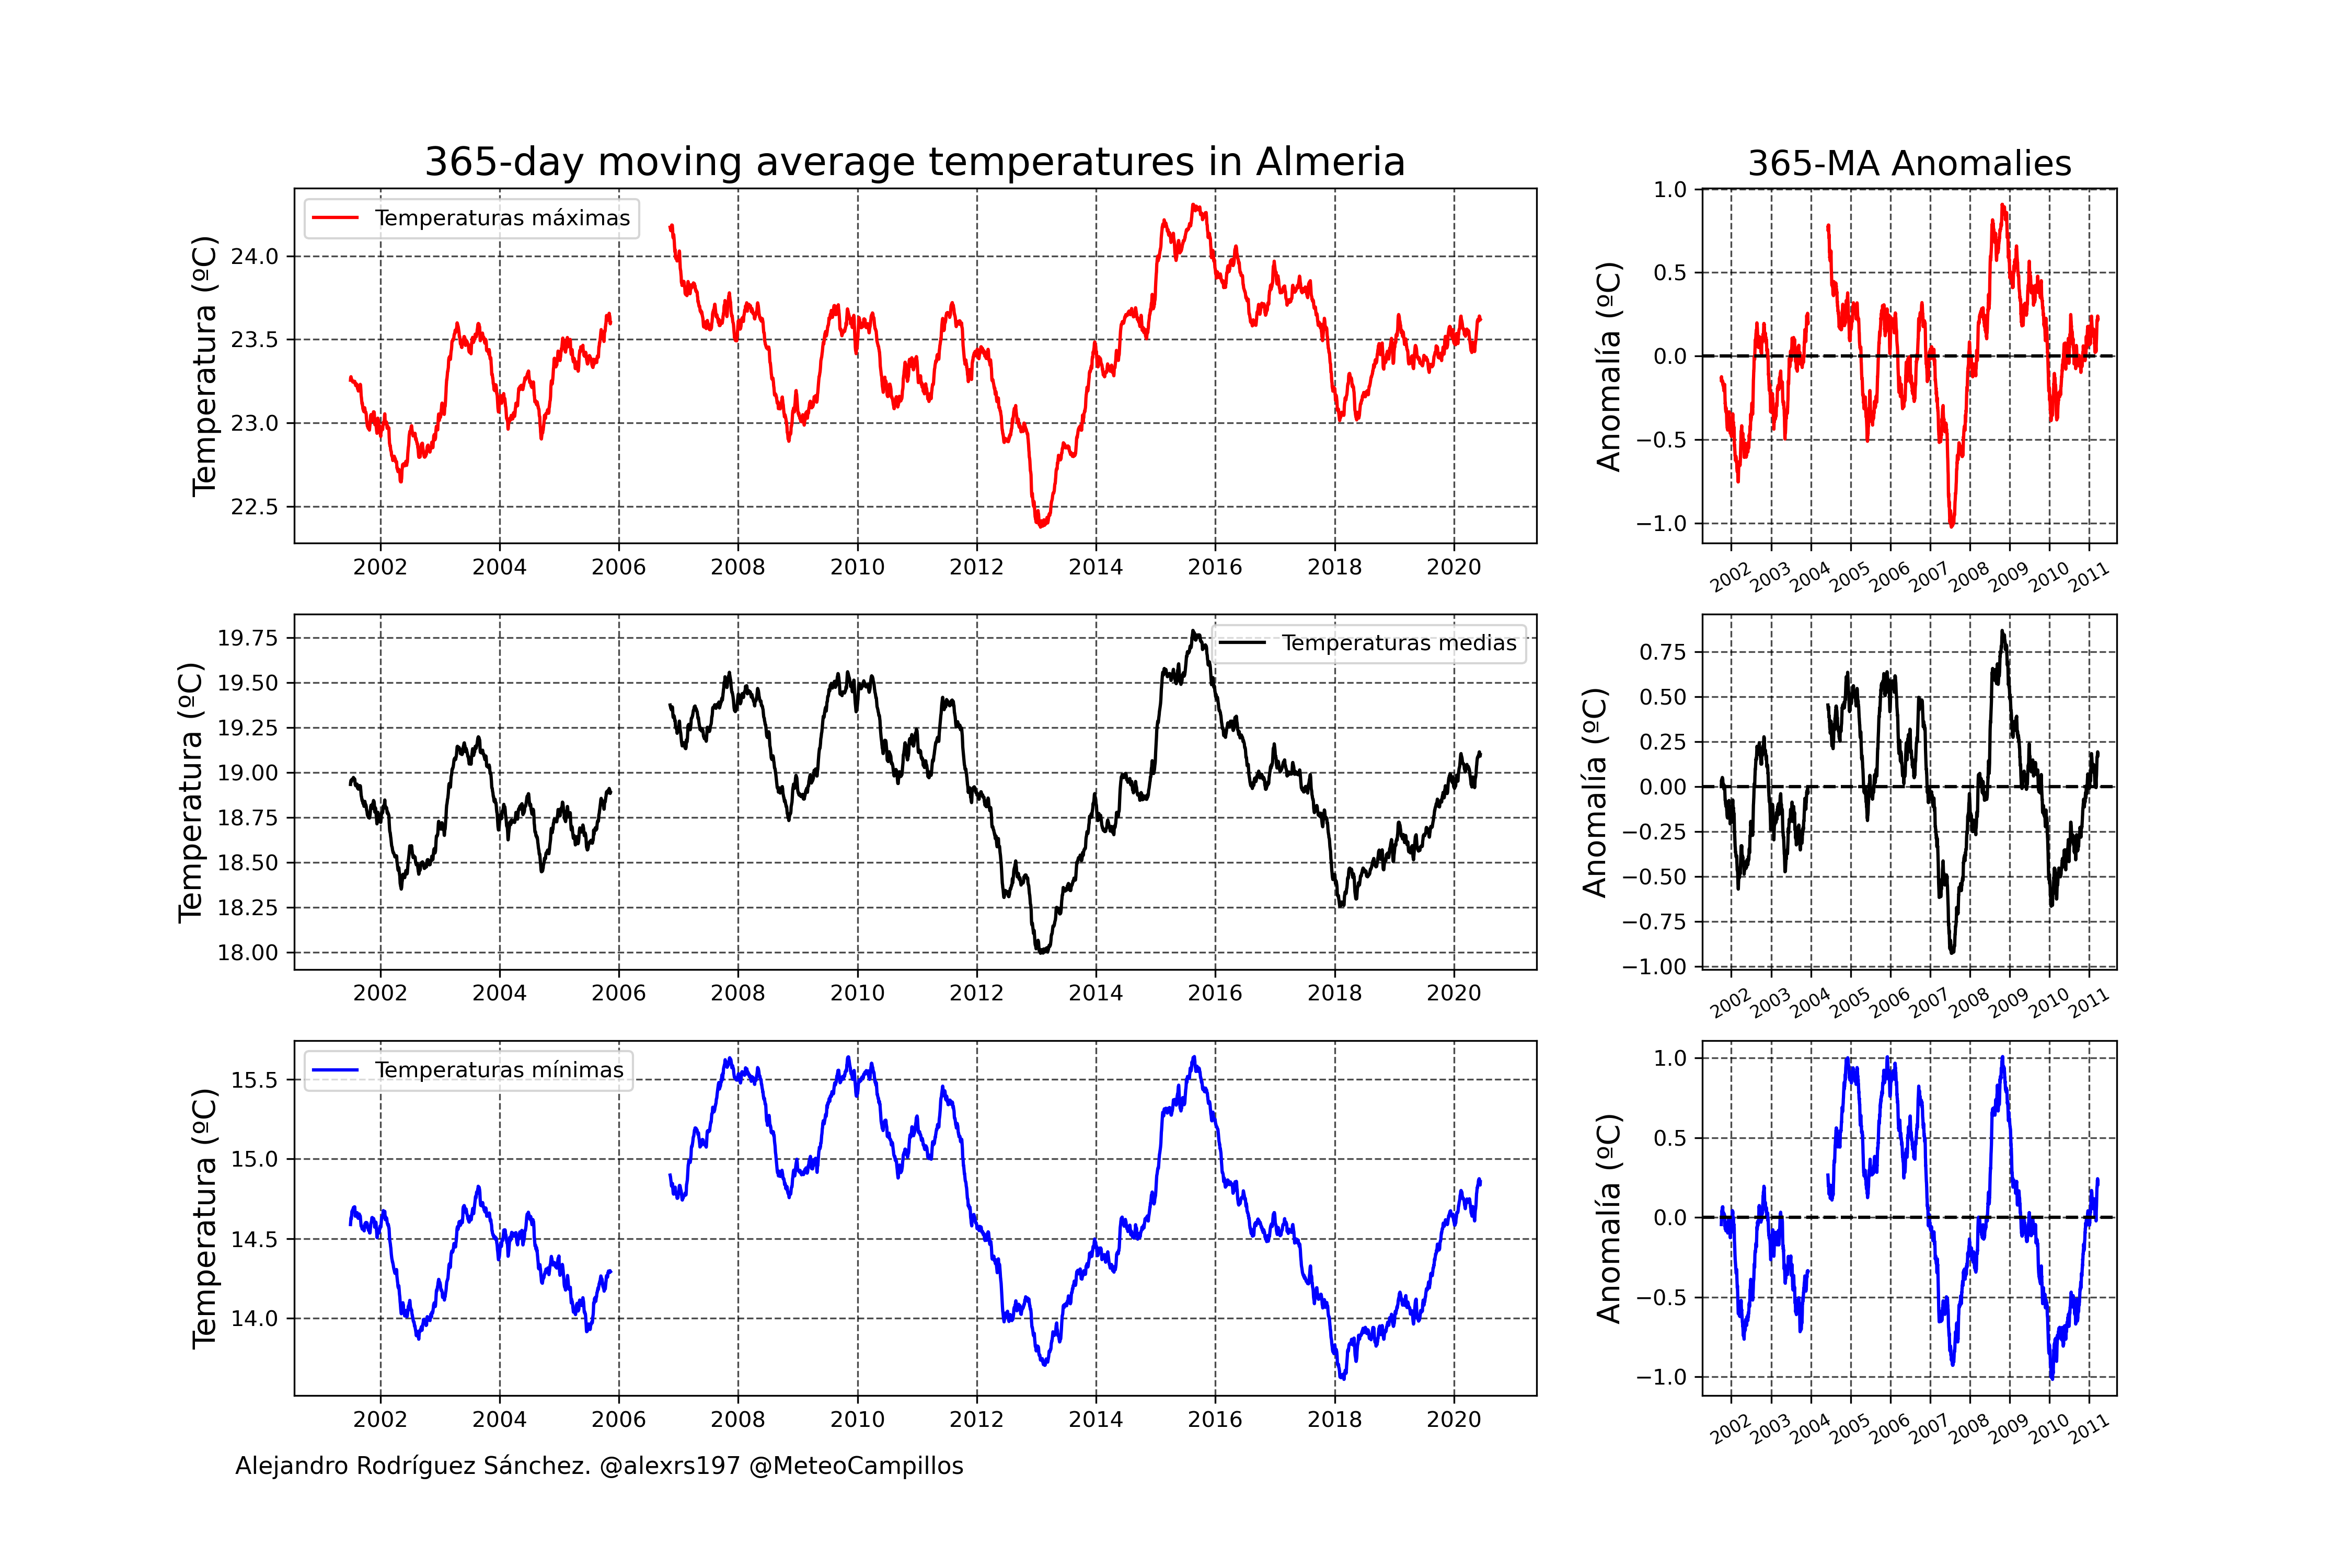 365-day moving average temperatures in Almeria
365-MA Anomalies
Temperaturas máximas
Temperatura (ºC)
24.0
23.5
23.0
22.5
2002 2004 2006 2008 2010 2012 2014 2016 2018 2020
Anomalía (ºC)
1.0
0.5
0.0
−0.5
−1.0
2002 2003 2004 2005 2006 2007 2008 2009 2010 2011
Temperaturas medias
Temperatura (ºC)
19.75
19.50
19.25
19.00
18.75
18.50
18.25
18.00
2002 2004 2006 2008 2010 2012 2014 2016 2018 2020
Anomalía (ºC)
0.75
0.50
0.25
0.00
−0.25
−0.50
−0.75
−1.00
2002 2003 2004 2005 2006 2007 2008 2009 2010 2011
Temperaturas mínimas
Temperatura (ºC)
15.5
15.0
14.5
14.0
2002 2004 2006 2008 2010 2012 2014 2016 2018 2020
Anomalía (ºC)
1.0
0.5
0.0
−0.5
−1.0
2002 2003 2004 2005 2006 2007 2008 2009 2010 2011
Alejandro Rodríguez Sánchez. @alexrs197 @MeteoCampillos